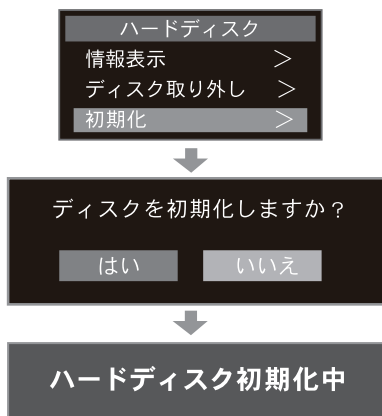 ハードディスク
情報表示 ＞
ディスク取り外し ＞
初期化 ＞
ディスクを初期化しますか？
はい いいえ
ハードディスク初期化中